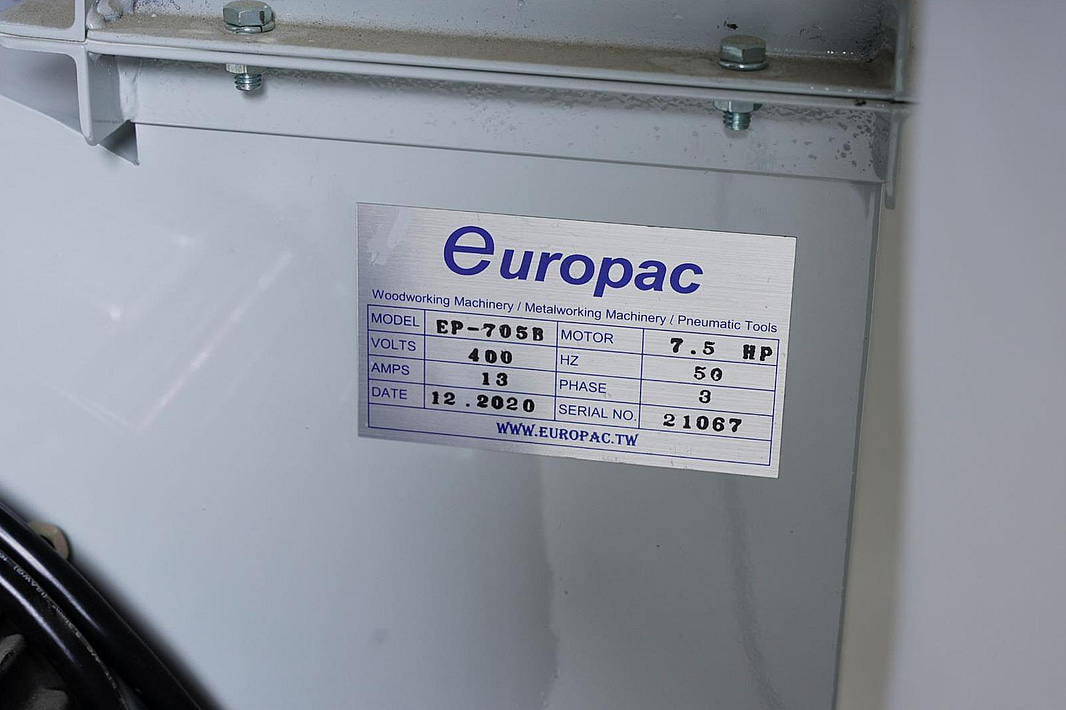 europac
Woodworking Machinery / Metalworking Machinery / Pneumatic Tools
MODEL EP-705B MOTOR 7.5 HP
VOLTS 400 HZ 50
AMPS 13 PHASE 3
DATE 12.2020 SERIAL NO. 21067
WWW.EUROPAC.TW